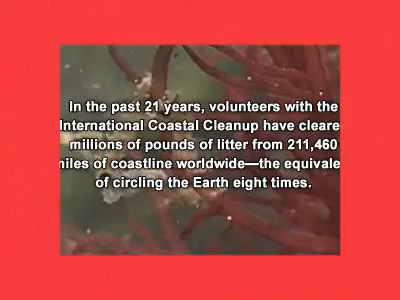 In the past 21 years, volunteers with the
International Coastal Cleanup have cleare
millions of pounds of litter from 211,460
niles of coastline worldwide—the equivale
of circling the Earth eight times.